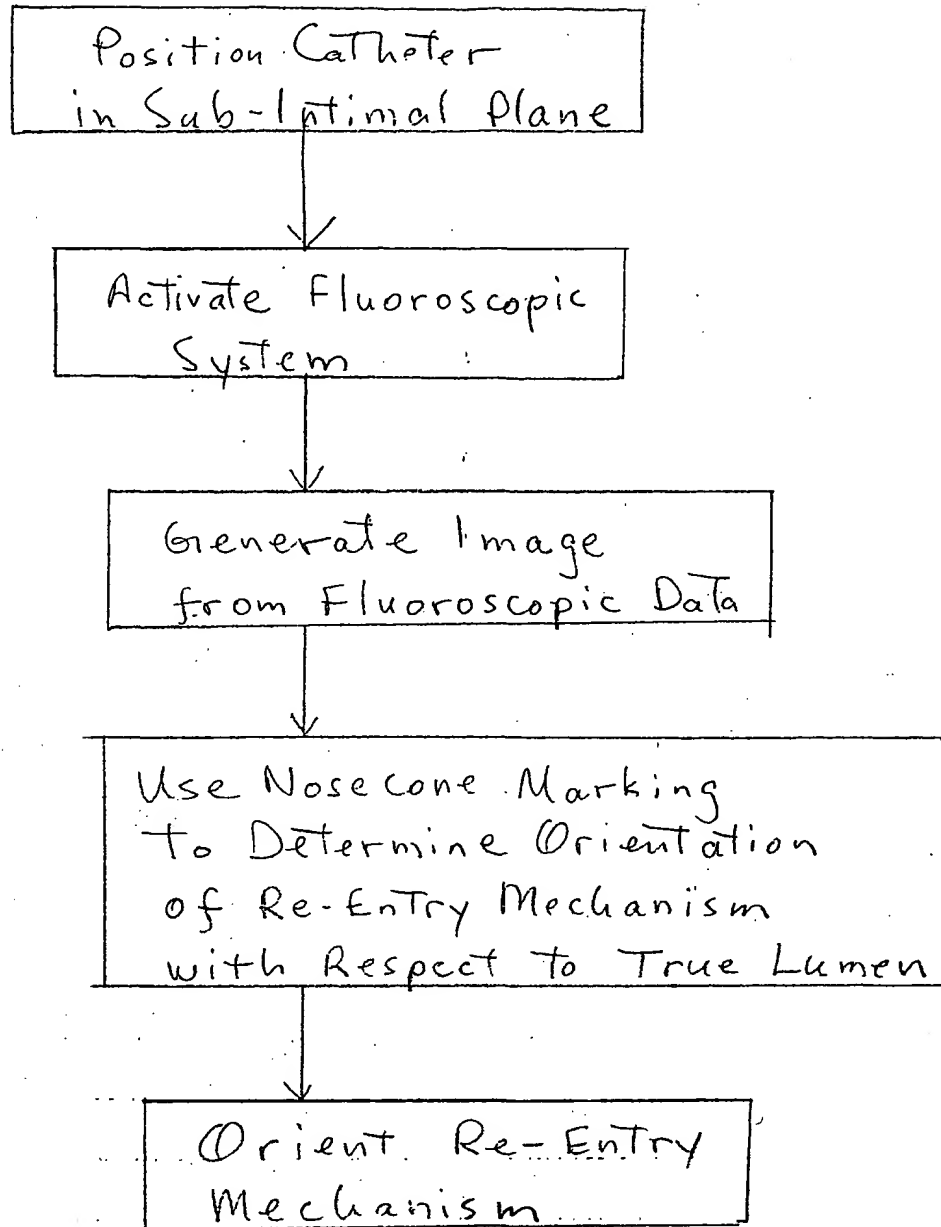 Position Catheter
in Sub-Intimal Plane
Activate Fluoroscopic
System
Generate Image
from Fluoroscopic Data
Use Nosecone Marking
to Determine Orientation
of Re-Entry Mechanism
with Respect to True Lumen
Orient Re-Entry
Mechanism